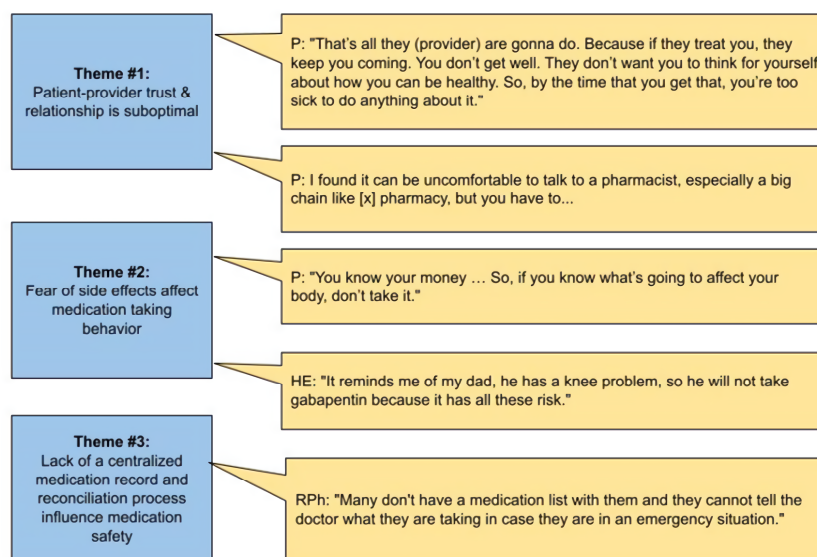 Theme #1:
Patient-provider trust &
relationship is suboptimal
P: "That's all they (provider) are gonna do. Because if they treat you, they
keep you coming. You don't get well. They don't want you to think for yourself
about how you can be healthy. So, by the time that you get that, you're too
sick to do anything about it."
P: I found it can be uncomfortable to talk to a pharmacist, especially a big
chain like [x] pharmacy, but you have to...
Theme #2:
Fear of side effects affect
medication taking
behavior
P: "You know your money … So, if you know what's going to affect your
body, don't take it."
HE: "It reminds me of my dad, he has a knee problem, so he will not take
gabapentin because it has all these risk."
Theme #3:
Lack of a centralized
medication record and
reconciliation process
influence medication
safety
RPh: "Many don't have a medication list with them and they cannot tell the
doctor what they are taking in case they are in an emergency situation."